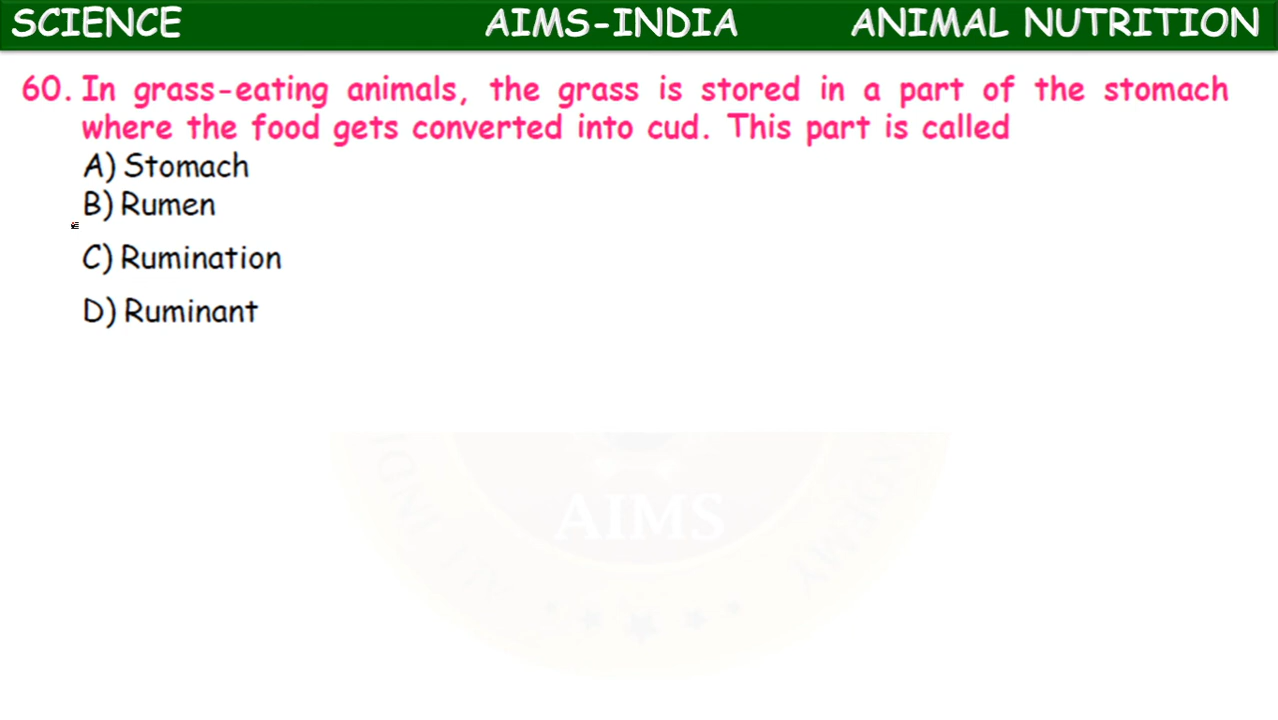 SCIENCE AIMS-INDIA ANIMAL NUTRITION
60. In grass-eating animals, the grass is stored in a part of the stomach
where the food gets converted into cud. This part is called
A) Stomach
B) Rumen
C) Rumination
D) Ruminant
AIMS